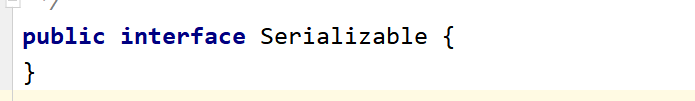 */
public interface Serializable {
}